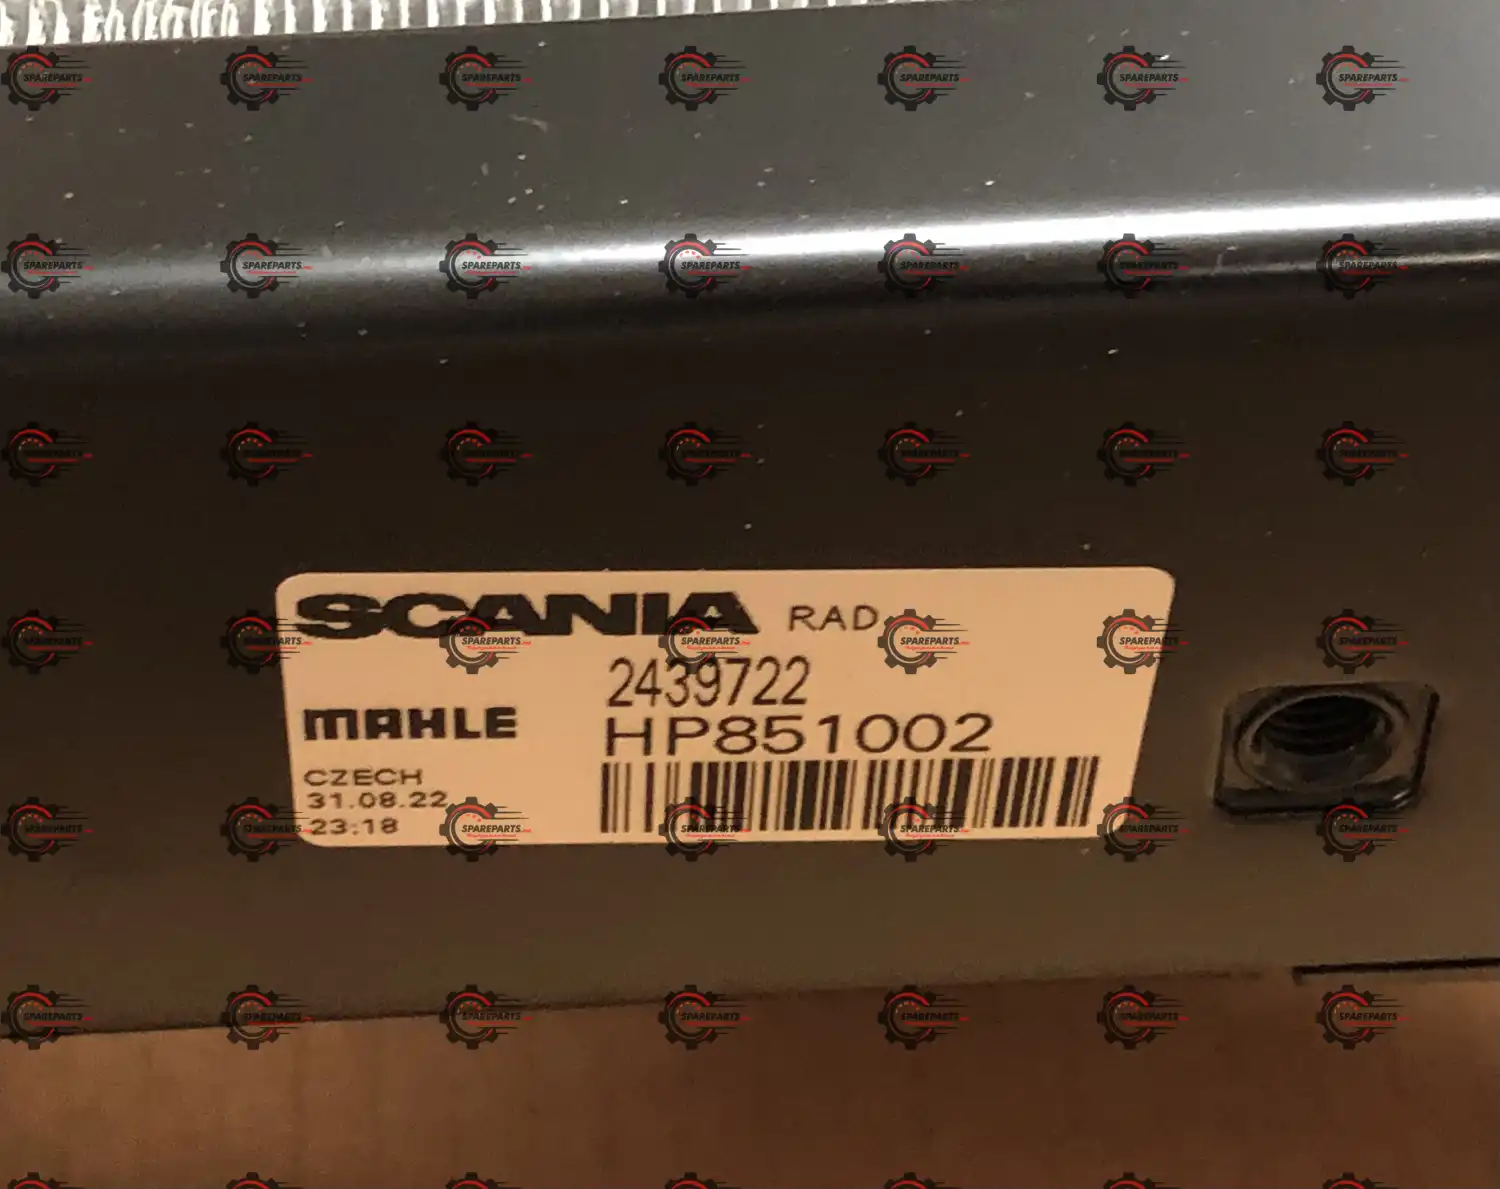 SCANIA RAD
2439722
MAHLE
HP851002
CZECH
31.08.22
23:18
SPAREPARTS